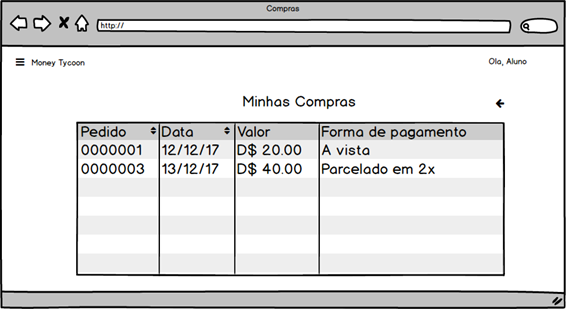 Compras
http://
Money Tycoon
Ola, Aluno
Minhas Compras
Pedido Data Valor Forma de pagamento
0000001 12/12/17 D$ 20.00 A vista
0000003 13/12/17 D$ 40.00 Parcelado em 2x